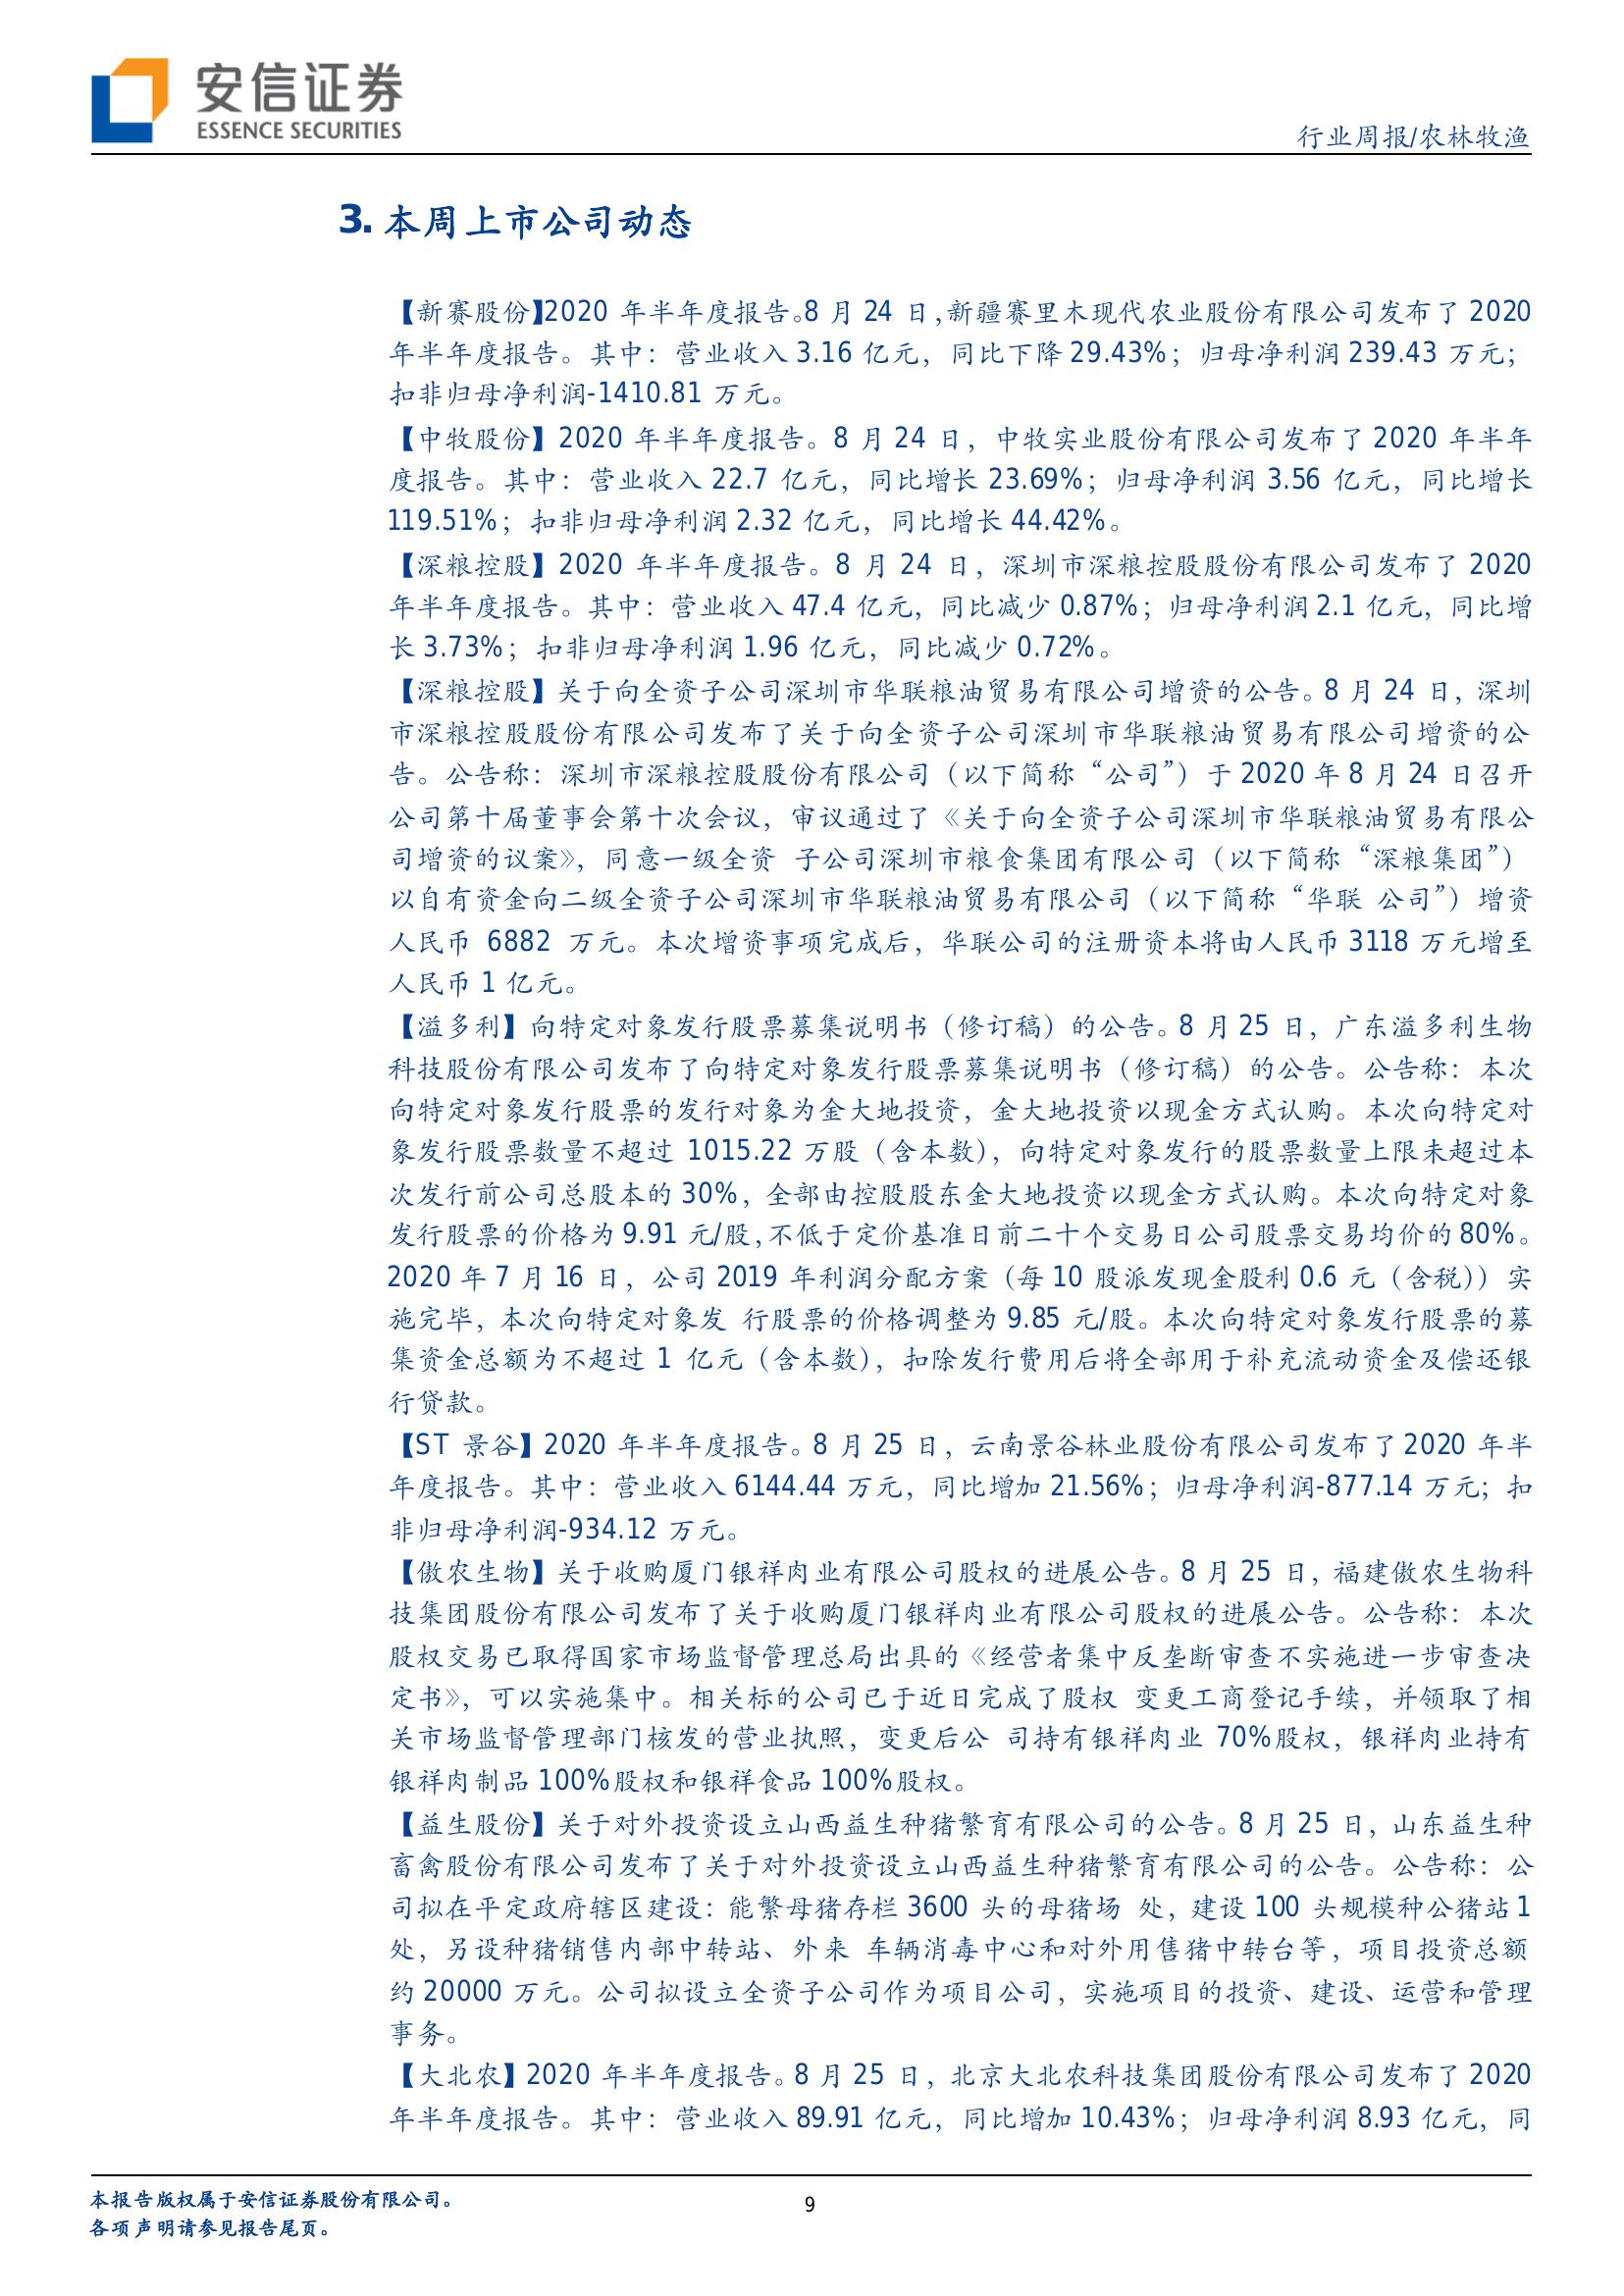 安信证券
ESSENCE SECURITIES
行业周报/农林牧渔
3. 本周上市公司动态
【新赛股份】2020 年半年度报告。8 月 24 日，新疆赛里木现代农业股份有限公司发布了 2020
年半年度报告。其中：营业收入 3.16 亿元，同比下降 29.43%；归母净利润 239.43 万元；
扣非归母净利润-1410.81 万元。
【中牧股份】2020 年半年度报告。8 月 24 日，中牧实业股份有限公司发布了 2020 年半年
度报告。其中：营业收入 22.7 亿元，同比增长 23.69%；归母净利润 3.56 亿元，同比增长
119.51%；扣非归母净利润 2.32 亿元，同比增长 44.42%。
【深粮控股】2020 年半年度报告。8 月 24 日，深圳市深粮控股股份有限公司发布了 2020
年半年度报告。其中：营业收入 47.4 亿元，同比减少 0.87%；归母净利润 2.1 亿元，同比增
长 3.73%；扣非归母净利润 1.96 亿元，同比减少 0.72%。
【深粮控股】关于向全资子公司深圳市华联粮油贸易有限公司增资的公告。8 月 24 日，深圳
市深粮控股股份有限公司发布了关于向全资子公司深圳市华联粮油贸易有限公司增资的公
告。公告称：深圳市深粮控股股份有限公司（以下简称“公司”）于 2020 年 8 月 24 日召开
公司第十届董事会第十次会议，审议通过了《关于向全资子公司深圳市华联粮油贸易有限公
司增资的议案》，同意一级全资 子公司深圳市粮食集团有限公司（以下简称“深粮集团”）
以自有资金向二级全资子公司深圳市华联粮油贸易有限公司（以下简称“华联 公司”）增资
人民币 6882 万元。本次增资事项完成后，华联公司的注册资本将由人民币 3118 万元增至
人民币 1 亿元。
【溢多利】向特定对象发行股票募集说明书（修订稿）的公告。8 月 25 日，广东溢多利生物
科技股份有限公司发布了向特定对象发行股票募集说明书（修订稿）的公告。公告称：本次
向特定对象发行股票的发行对象为金大地投资，金大地投资以现金方式认购。本次向特定对
象发行股票数量不超过 1015.22 万股（含本数），向特定对象发行的股票数量上限未超过本
次发行前公司总股本的 30%，全部由控股股东金大地投资以现金方式认购。本次向特定对象
发行股票的价格为 9.91 元/股，不低于定价基准日前二十个交易日公司股票交易均价的 80%。
2020 年 7 月 16 日，公司 2019 年利润分配方案（每 10 股派发现金股利 0.6 元（含税））实
施完毕，本次向特定对象发 行股票的价格调整为 9.85 元/股。本次向特定对象发行股票的募
集资金总额为不超过 1 亿元（含本数），扣除发行费用后将全部用于补充流动资金及偿还银
行贷款。
【ST 景谷】2020 年半年度报告。8 月 25 日，云南景谷林业股份有限公司发布了 2020 年半
年度报告。其中：营业收入 6144.44 万元，同比增加 21.56%；归母净利润-877.14 万元；扣
非归母净利润-934.12 万元。
【傲农生物】关于收购厦门银祥肉业有限公司股权的进展公告。8 月 25 日，福建傲农生物科
技集团股份有限公司发布了关于收购厦门银祥肉业有限公司股权的进展公告。公告称：本次
股权交易已取得国家市场监督管理总局出具的《经营者集中反垄断审查不实施进一步审查决
定书》，可以实施集中。相关标的公司已于近日完成了股权 变更工商登记手续，并领取了相
关市场监督管理部门核发的营业执照，变更后公 司持有银祥肉业 70%股权，银祥肉业持有
银祥肉制品 100%股权和银祥食品 100%股权。
【益生股份】关于对外投资设立山西益生种猪繁育有限公司的公告。8 月 25 日，山东益生种
畜禽股份有限公司发布了关于对外投资设立山西益生种猪繁育有限公司的公告。公告称：公
司拟在平定政府辖区建设：能繁母猪存栏 3600 头的母猪场 处，建设 100 头规模种公猪站 1
处，另设种猪销售内部中转站、外来 车辆消毒中心和对外用售猪中转台等，项目投资总额
约 20000 万元。公司拟设立全资子公司作为项目公司，实施项目的投资、建设、运营和管理
事务。
【大北农】2020 年半年度报告。8 月 25 日，北京大北农科技集团股份有限公司发布了 2020
年半年度报告。其中：营业收入 89.91 亿元，同比增加 10.43%；归母净利润 8.93 亿元，同
本报告版权属于安信证券股份有限公司。
各项声明请参见报告尾页。
9